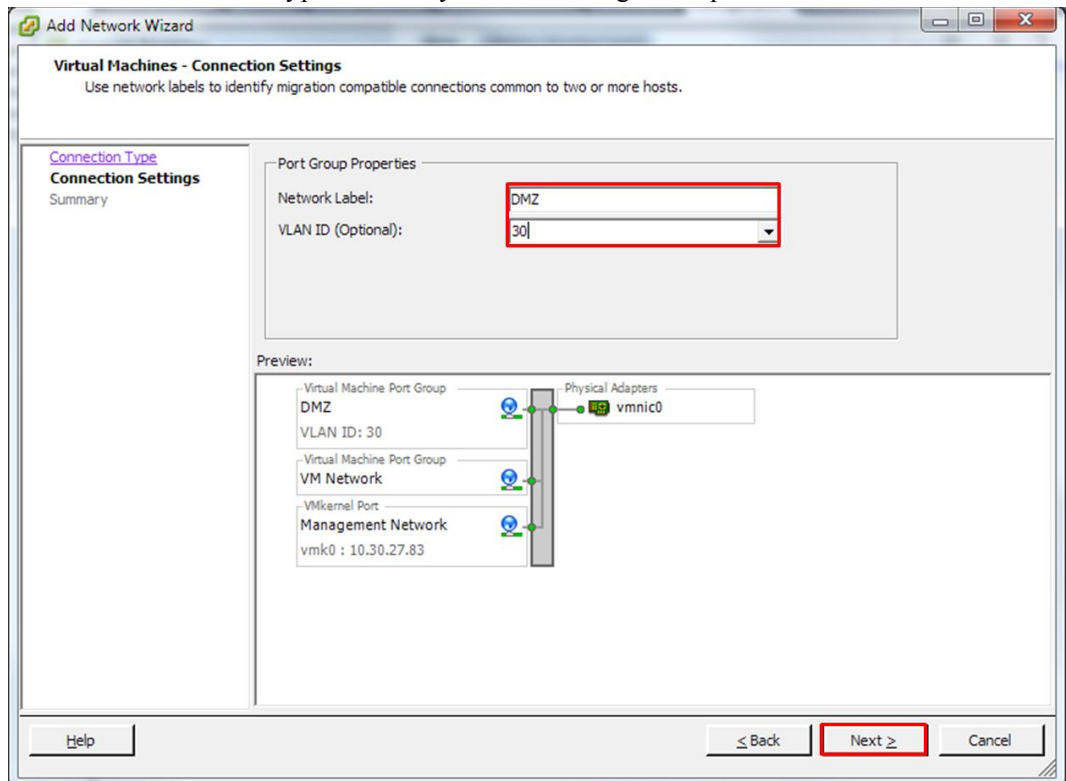 Add Network Wizard
Virtual Machines - Connection Settings
Use network labels to identify migration compatible connections common to two or more hosts.
Connection Type
Connection Settings
Summary
Port Group Properties
Network Label:
DMZ
VLAN ID (Optional):
30
Preview:
Virtual Machine Port Group
DMZ
VLAN ID: 30
Virtual Machine Port Group
VM Network
VMkernel Port
Management Network
vmk0 : 10.30.27.83
Physical Adapters
vmnic0
Help
< Back
Next >
Cancel